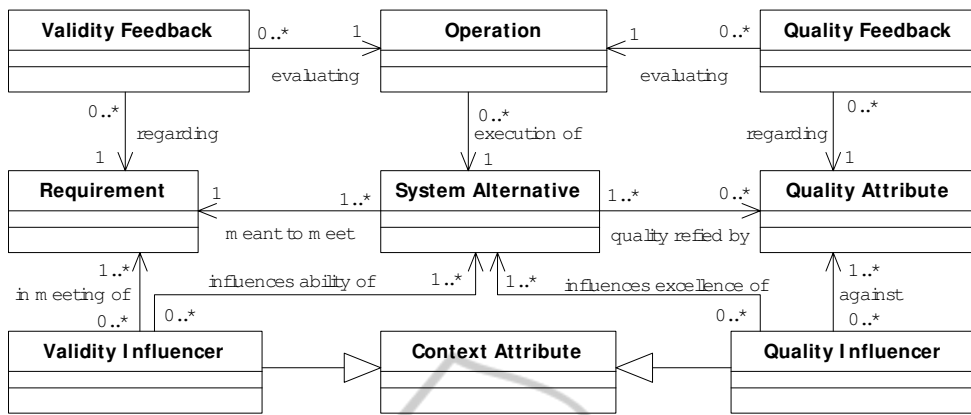 Validity Feedback
0..*
1
Operation
0..*
1
Quality Feedback
evaluating
evaluating
0..*
0..*
0..*
regarding
execution of
regarding
1
1
1
Requirement
1
1..*
System Alternative
1..*
0..*
Quality Attribute
meant to meet
quality refied by
1..*
influences ability of
1..*
1..*
influences excellence of
1..*
in meeting of
against
0..*
0..*
0..*
0..*
Validity Influencer
Context Attribute
Quality Influencer